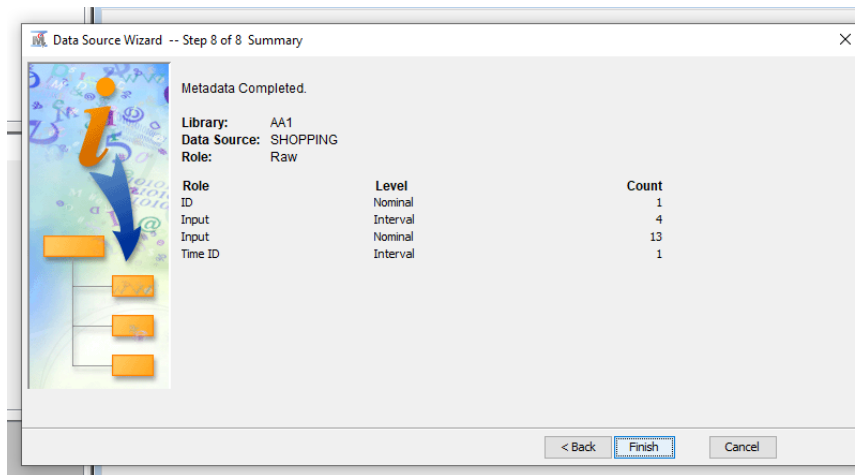 Data Source Wizard -- Step 8 of 8 Summary
Metadata Completed.
Library: AA1
Data Source: SHOPPING
Role: Raw
Role Level Count
ID Nominal 1
Input Interval 4
Input Nominal 13
Time ID Interval 1
< Back Finish Cancel